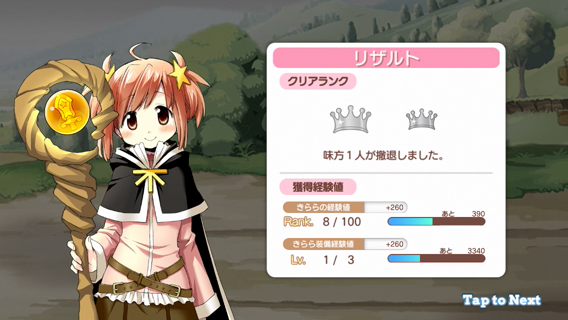 リザルト
クリアランク
味方1人が撤退しました。
獲得経験値
きららの経験値 +260
Rank. 8 / 100 あと 390
きらら装備経験値 +260
Lv. 1 / 3 あと 3340
Tap to Next